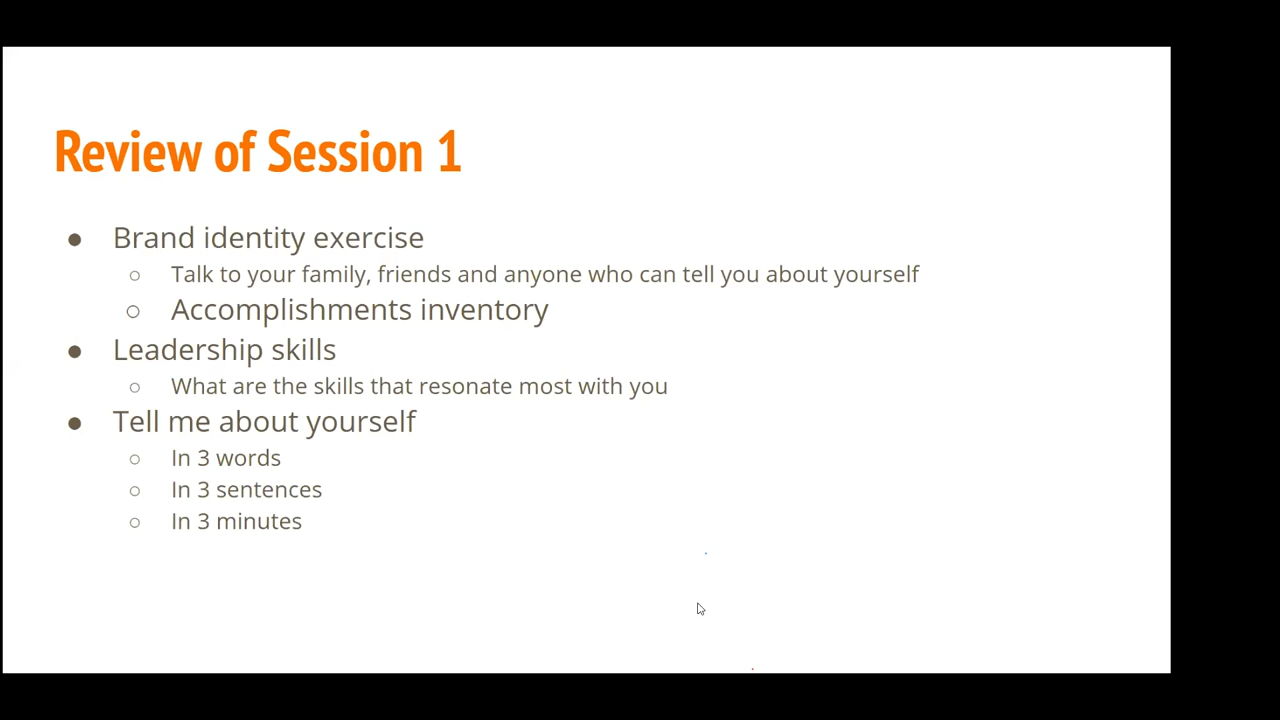 Review of Session 1
● Brand identity exercise
○ Talk to your family, friends and anyone who can tell you about yourself
○ Accomplishments inventory
● Leadership skills
○ What are the skills that resonate most with you
● Tell me about yourself
○ In 3 words
○ In 3 sentences
○ In 3 minutes